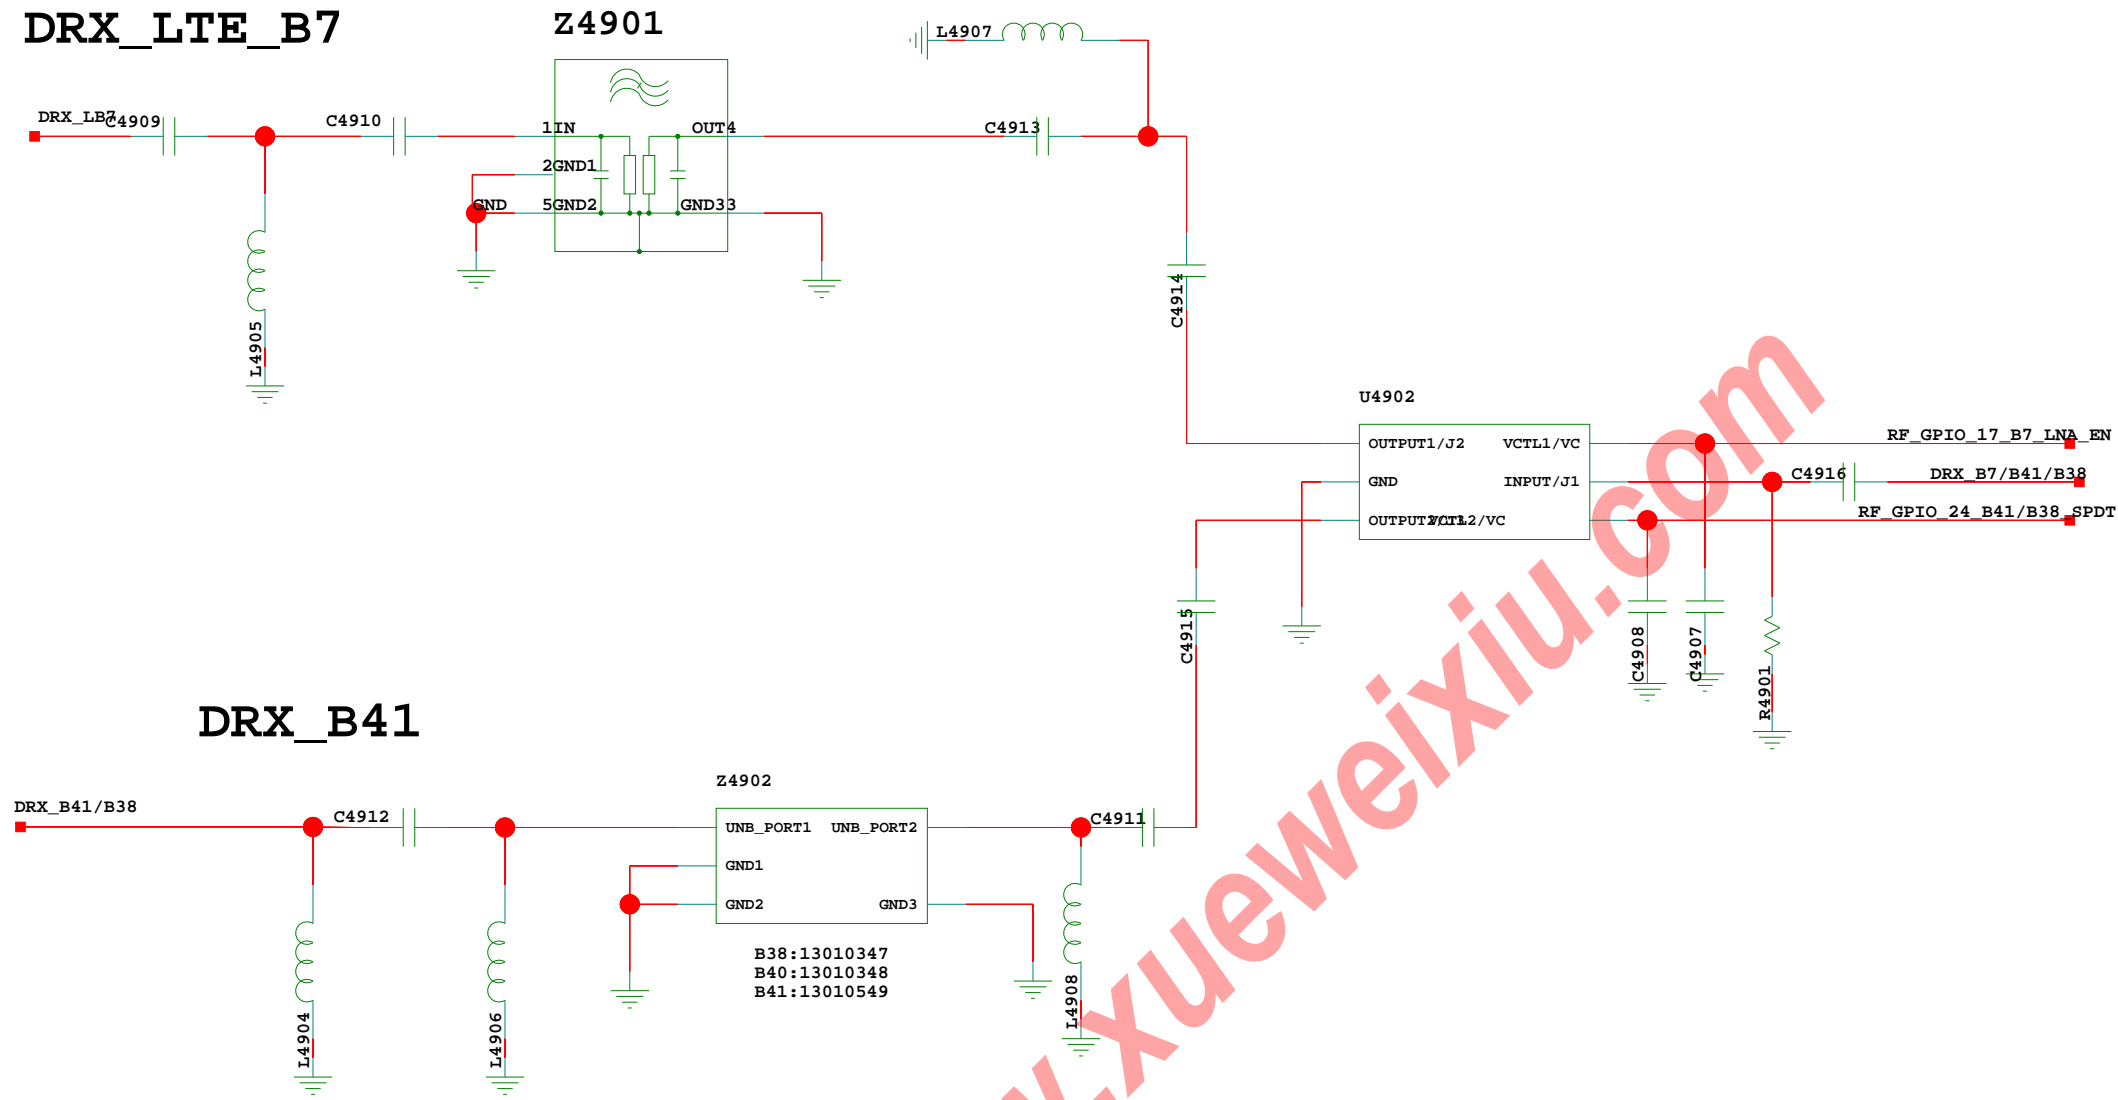 DRX_LTE_B7
Z4901
L4907
DRX_LB7
C4909
C4910
1IN
OUT4
C4913
2GND1
GND
5GND2
GND33
C4914
L4905
U4902
OUTPUT1/J2
VCTL1/VC
RF_GPIO_17_B7_LNA_EN
GND
INPUT/J1
C4916
DRX_B7/B41/B38
VCTL2/VC
RF_GPIO_24_B41/B38_SPDT
C4915
C4908
C4907
R4901
DRX_B41
Z4902
DRX_B41/B38
C4912
UNB_PORT1
UNB_PORT2
C4911
GND1
GND2
GND3
B38:13010347
B40:13010348
B41:13010549
L4904
L4906
L4908
.xueweixiu.com